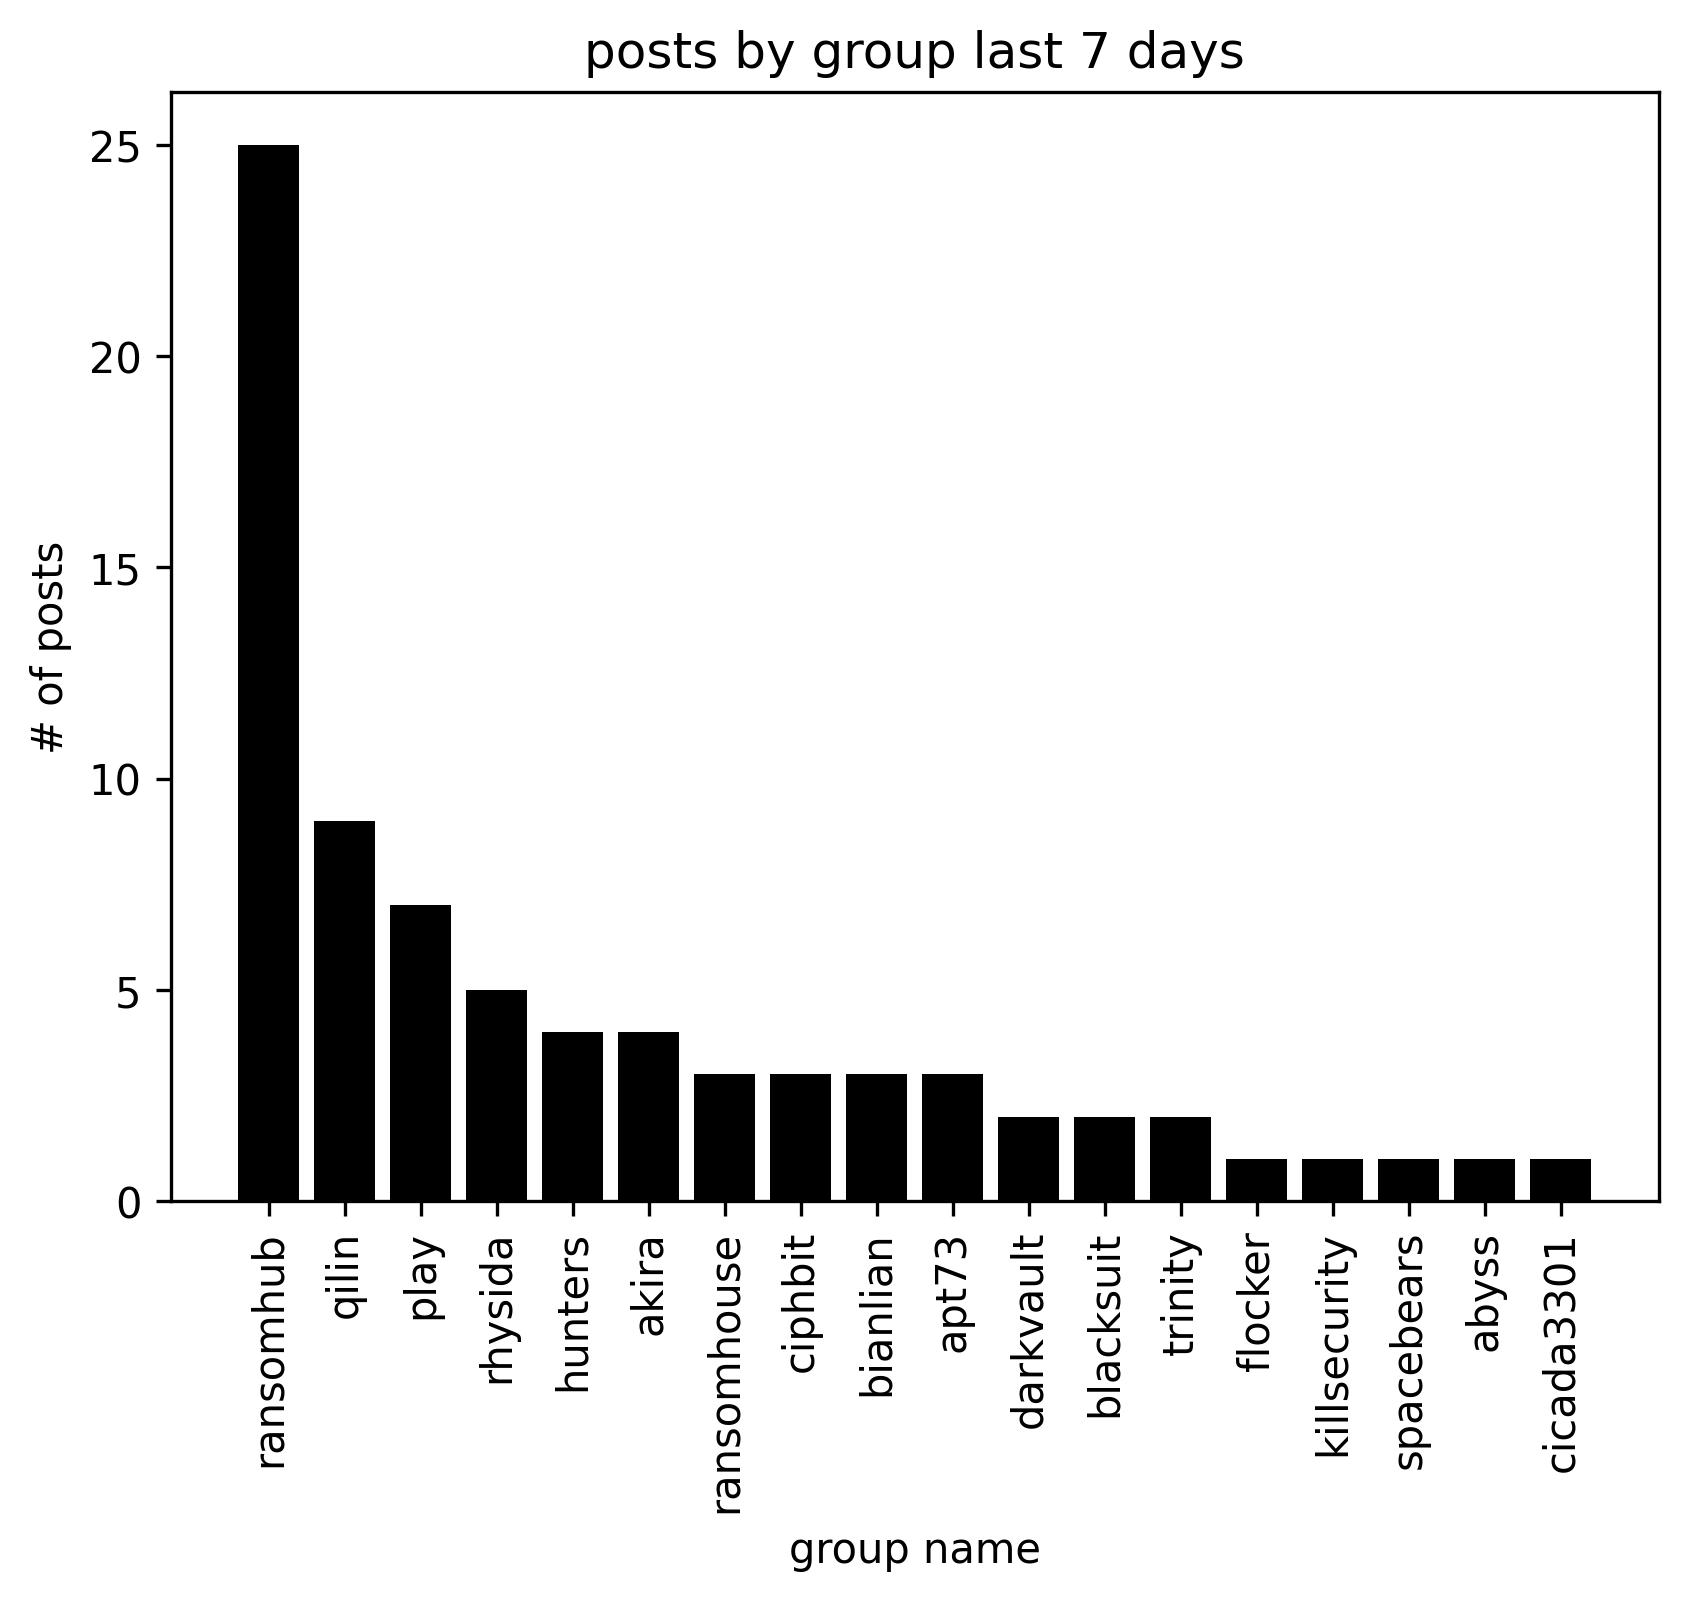 posts by group last 7 days
# of posts
25
20
15
10
5
0
ransomhub
qilin
play
rhysida
hunters
akira
ransomhouse
ciphbit
bianlian
apt73
darkvault
blacksuit
trinity
flocker
killsecurity
spacebears
abyss
cicada3301
group name